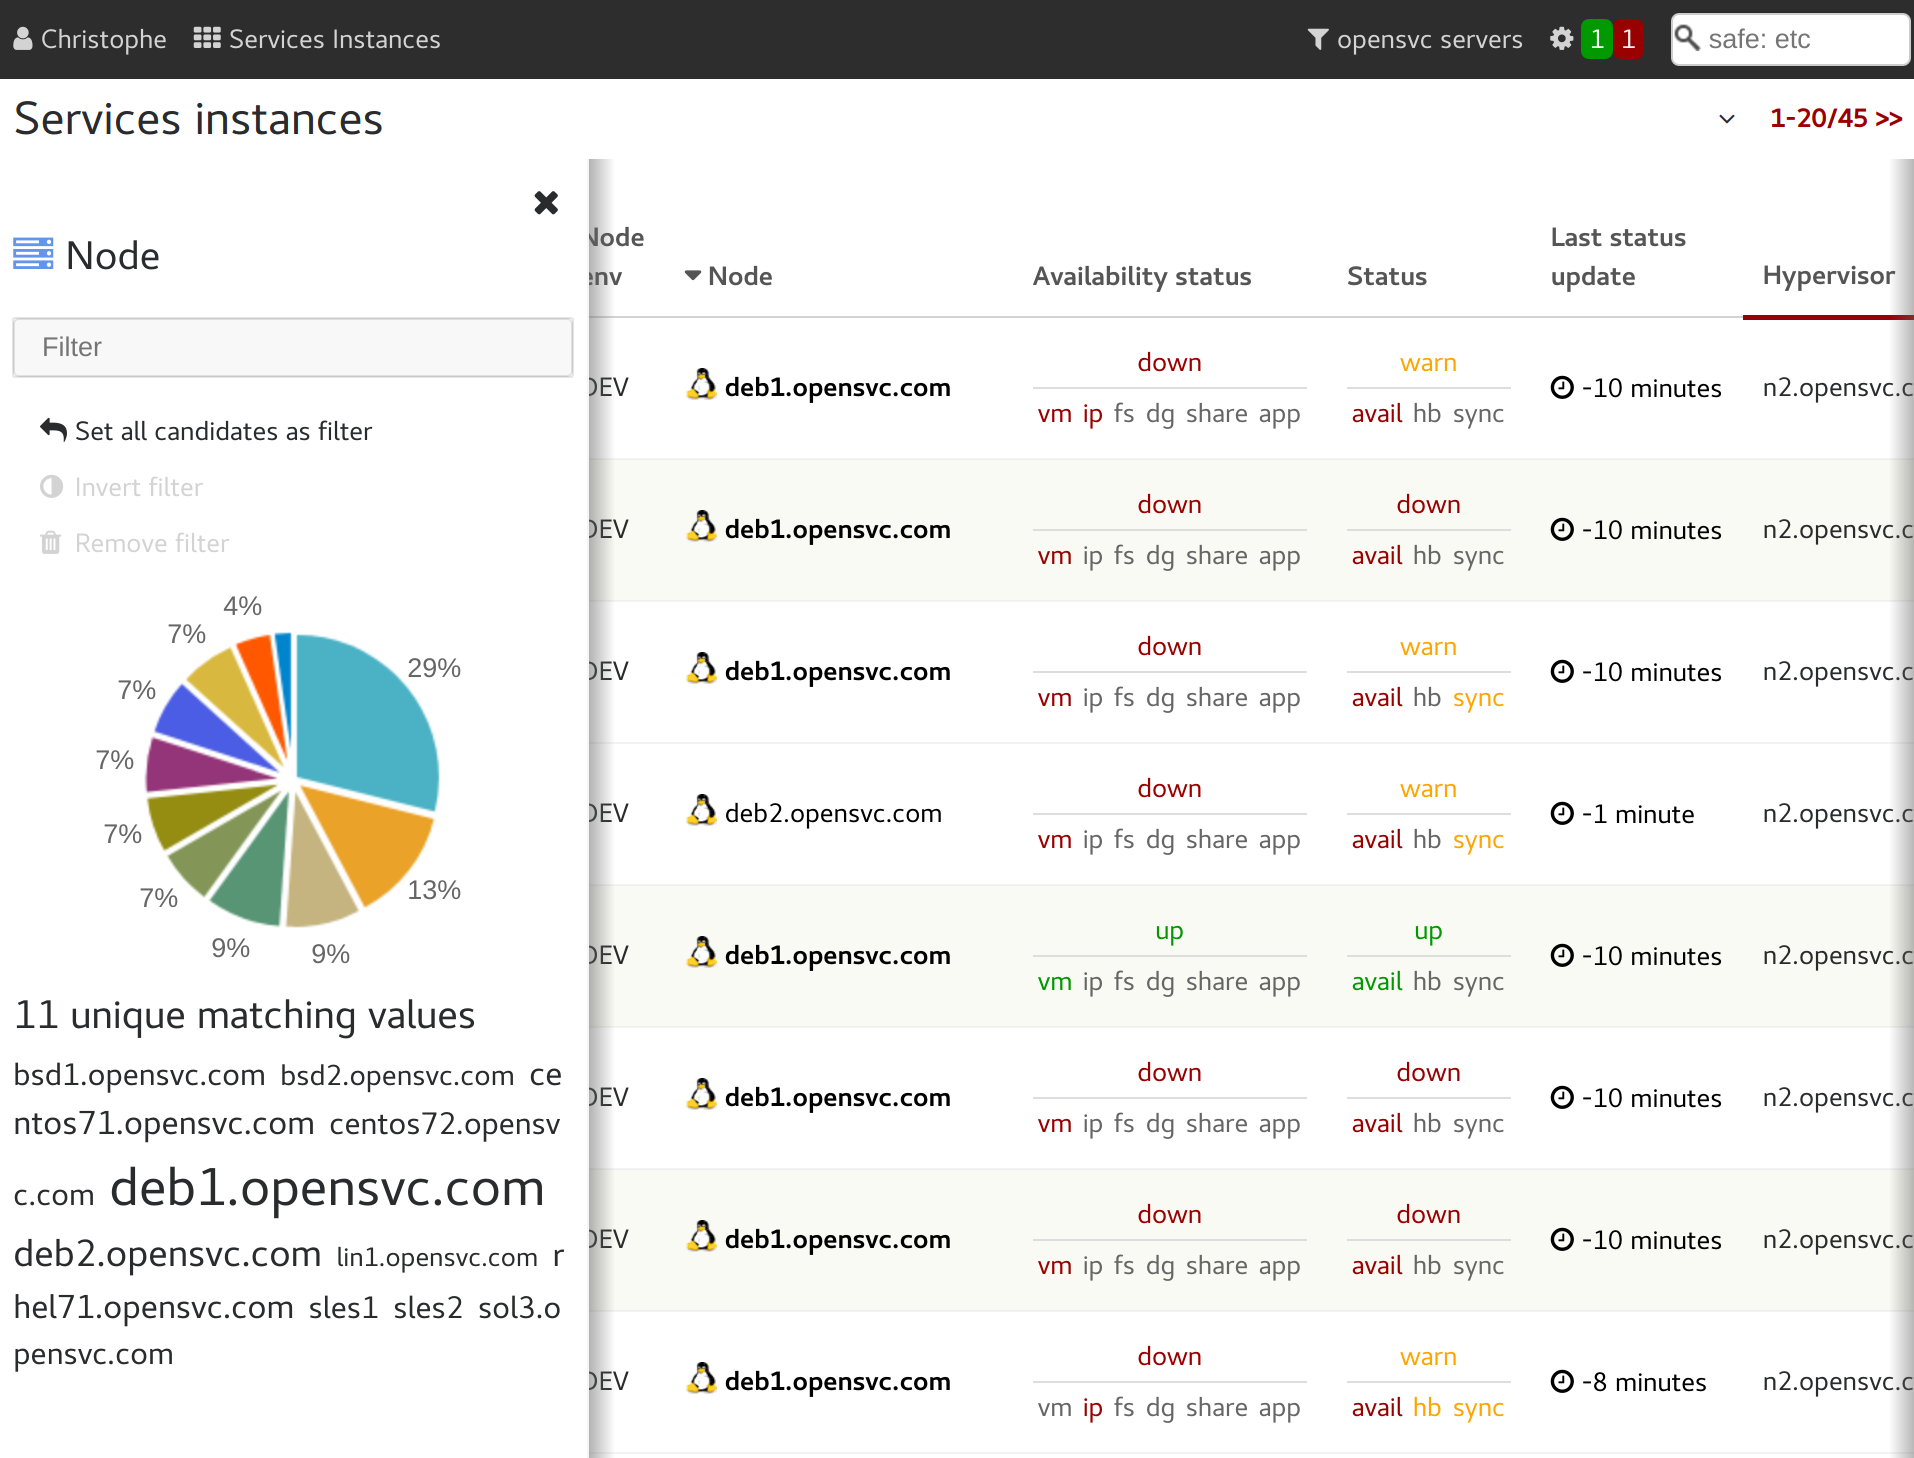 Christophe Services Instances opensvc servers 1 1 safe: etc
Services instances 1-20/45 >>
Node
Filter
Set all candidates as filter
Invert filter
Remove filter
4%
7%
29%
7%
7%
7%
13%
7%
9%
9%
11 unique matching values
bsd1.opensvc.com bsd2.opensvc.com ce
ntos71.opensvc.com centos72.opensv
c.com deb1.opensvc.com
deb2.opensvc.com lin1.opensvc.com r
hel71.opensvc.com sles1 sles2 sol3.o
pensvc.com
Node
env
Node
Availability status
Status
Last status
update
Hypervisor
DEV deb1.opensvc.com
down
vm ip fs dg share app
warn
avail hb sync
-10 minutes n2.opensvc.c
DEV deb1.opensvc.com
down
vm ip fs dg share app
down
avail hb sync
-10 minutes n2.opensvc.c
DEV deb1.opensvc.com
down
vm ip fs dg share app
warn
avail hb sync
-10 minutes n2.opensvc.c
DEV deb2.opensvc.com
down
vm ip fs dg share app
warn
avail hb sync
-1 minute n2.opensvc.c
DEV deb1.opensvc.com
up
vm ip fs dg share app
up
avail hb sync
-10 minutes n2.opensvc.c
DEV deb1.opensvc.com
down
vm ip fs dg share app
down
avail hb sync
-10 minutes n2.opensvc.c
DEV deb1.opensvc.com
down
vm ip fs dg share app
down
avail hb sync
-10 minutes n2.opensvc.c
DEV deb1.opensvc.com
down
vm ip fs dg share app
warn
avail hb sync
-8 minutes n2.opensvc.c